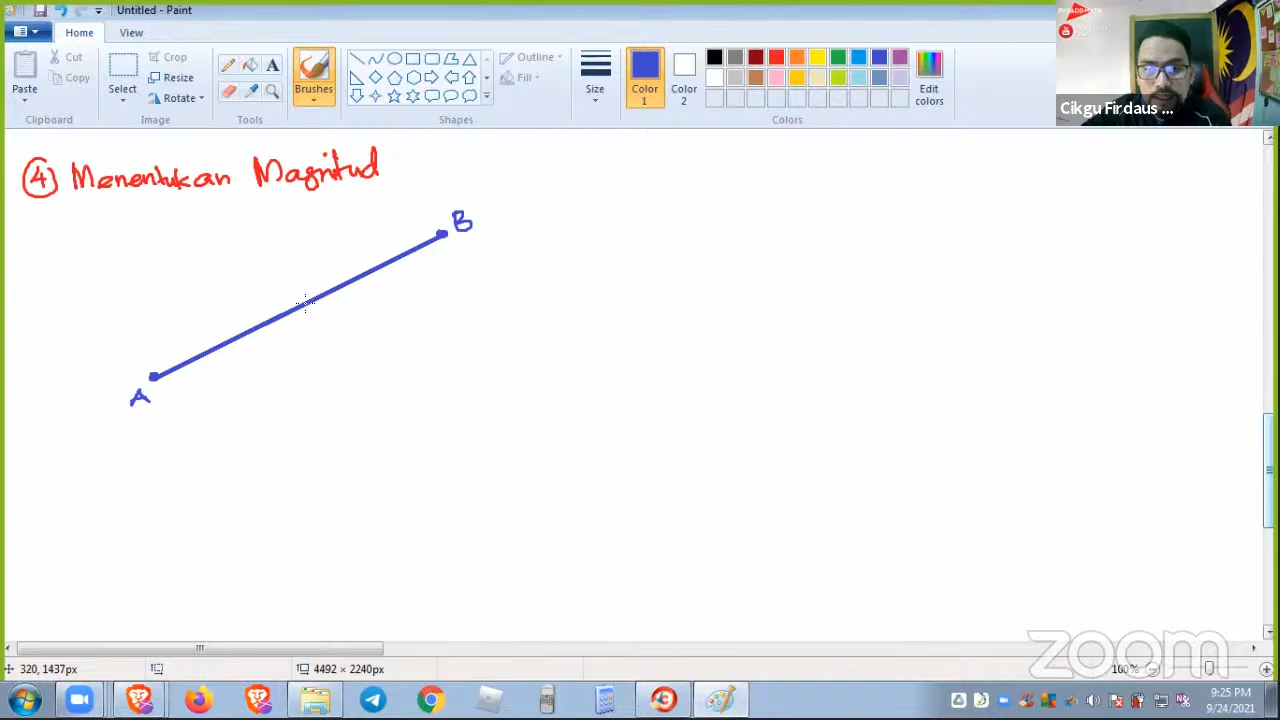 Untitled - Paint
Home View
Paste
Cut
Copy
Clipboard
Select
Crop
Resize
Rotate
Image
Tools
Brushes
Outline
Fill
Shapes
Size
Color 1
Color 2
Edit colors
Colors
Cikgu Firdaus ...
④ Menentukan Magnitud
B
A
zoom
320, 1437px
4492 × 2240px
100%
9:25 PM
9/24/2021